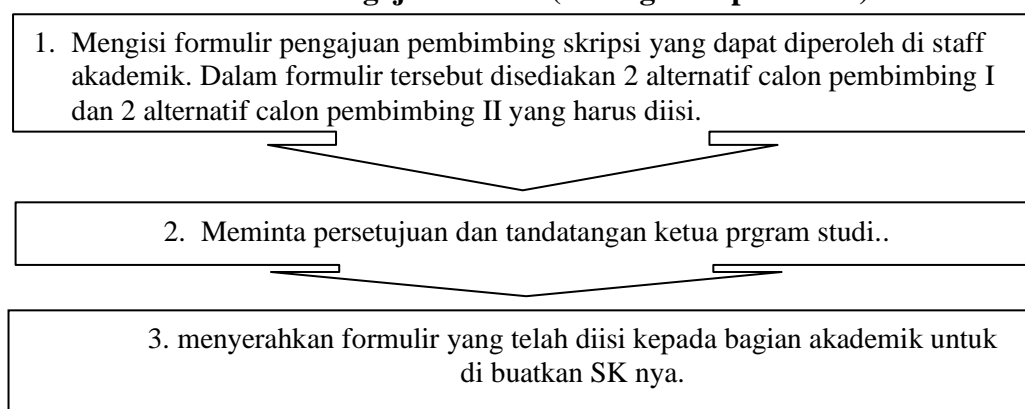 1. Mengisi formulir pengajuan pembimbing skripsi yang dapat diperoleh di staff
akademik. Dalam formulir tersebut disediakan 2 alternatif calon pembimbing I
dan 2 alternatif calon pembimbing II yang harus diisi.
2. Meminta persetujuan dan tandatangan ketua prgram studi..
3. menyerahkan formulir yang telah diisi kepada bagian akademik untuk
di buatkan SK nya.